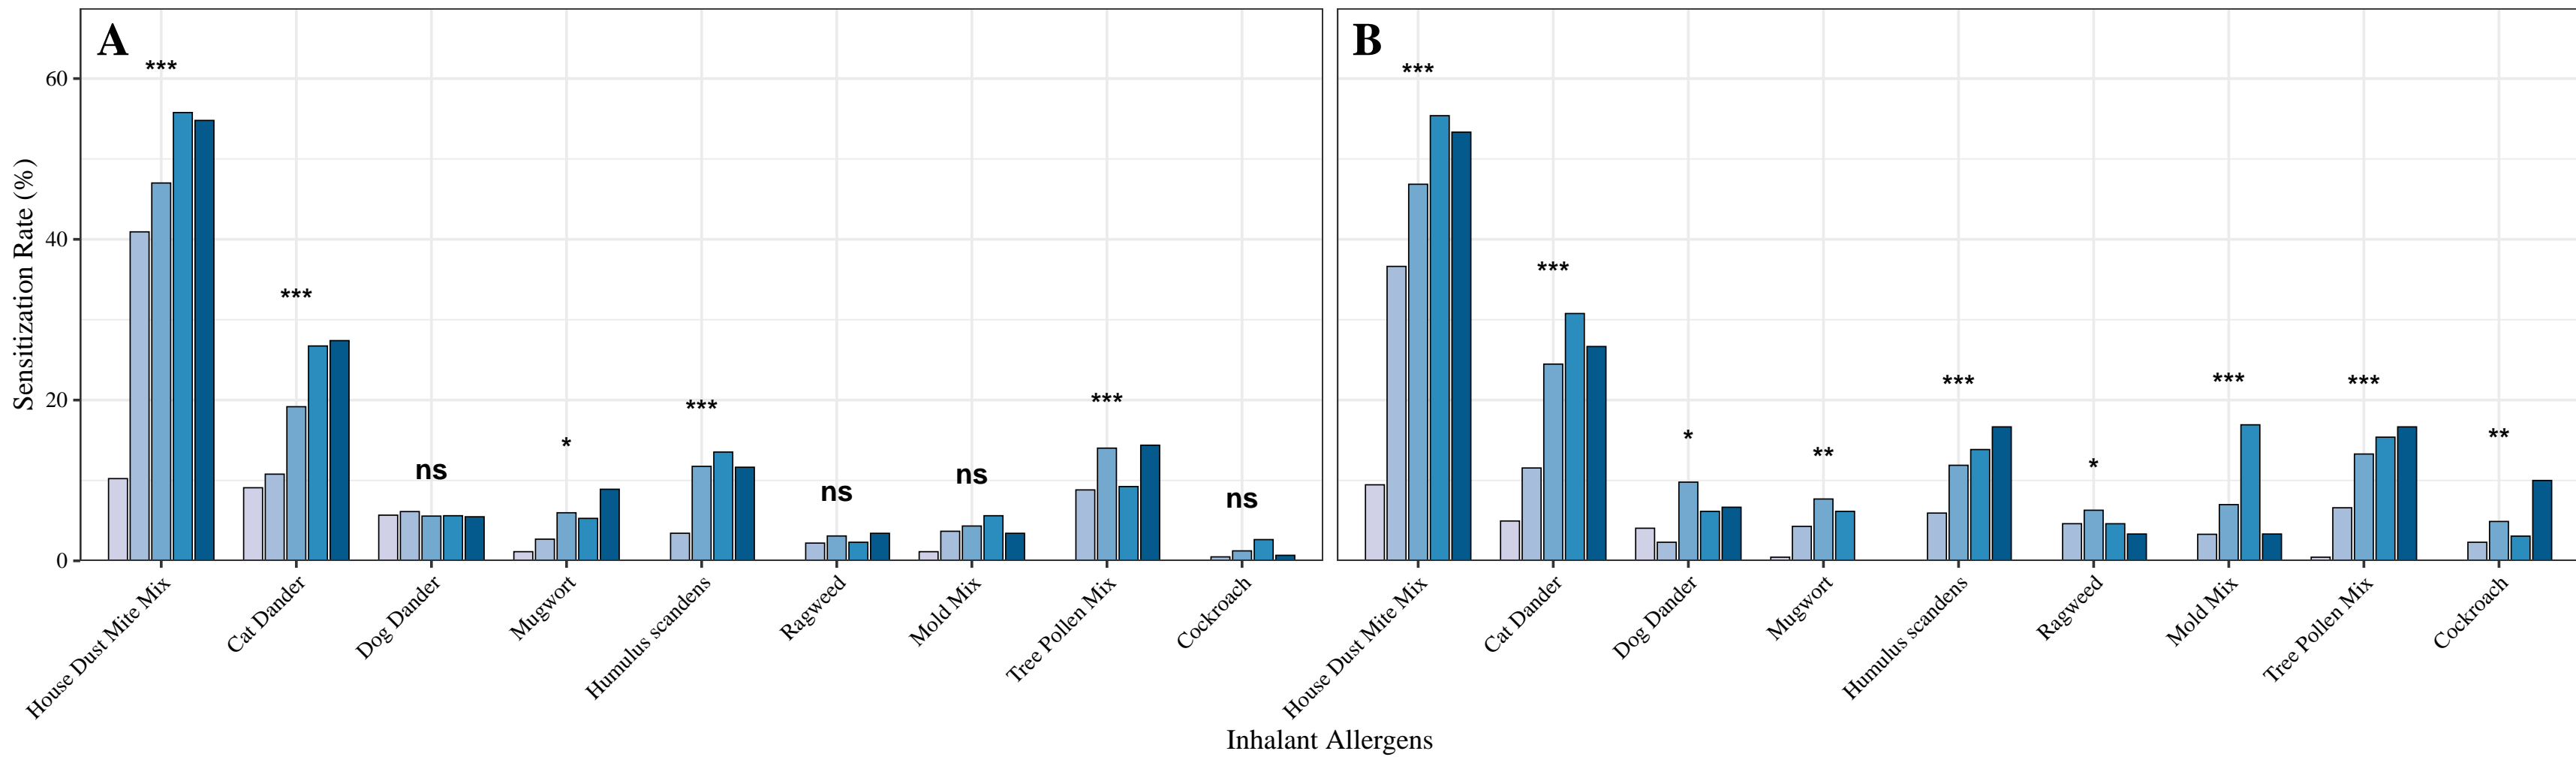 A
B
Sensitization Rate (%)
60
40
20
0
***
***
ns
*
***
ns
ns
***
ns
***
***
*
**
***
*
***
***
**
House Dust Mite Mix
Cat Dander
Dog Dander
Mugwort
Humulus scandens
Ragweed
Mold Mix
Tree Pollen Mix
Cockroach
House Dust Mite Mix
Cat Dander
Dog Dander
Mugwort
Humulus scandens
Ragweed
Mold Mix
Tree Pollen Mix
Cockroach
Inhalant Allergens